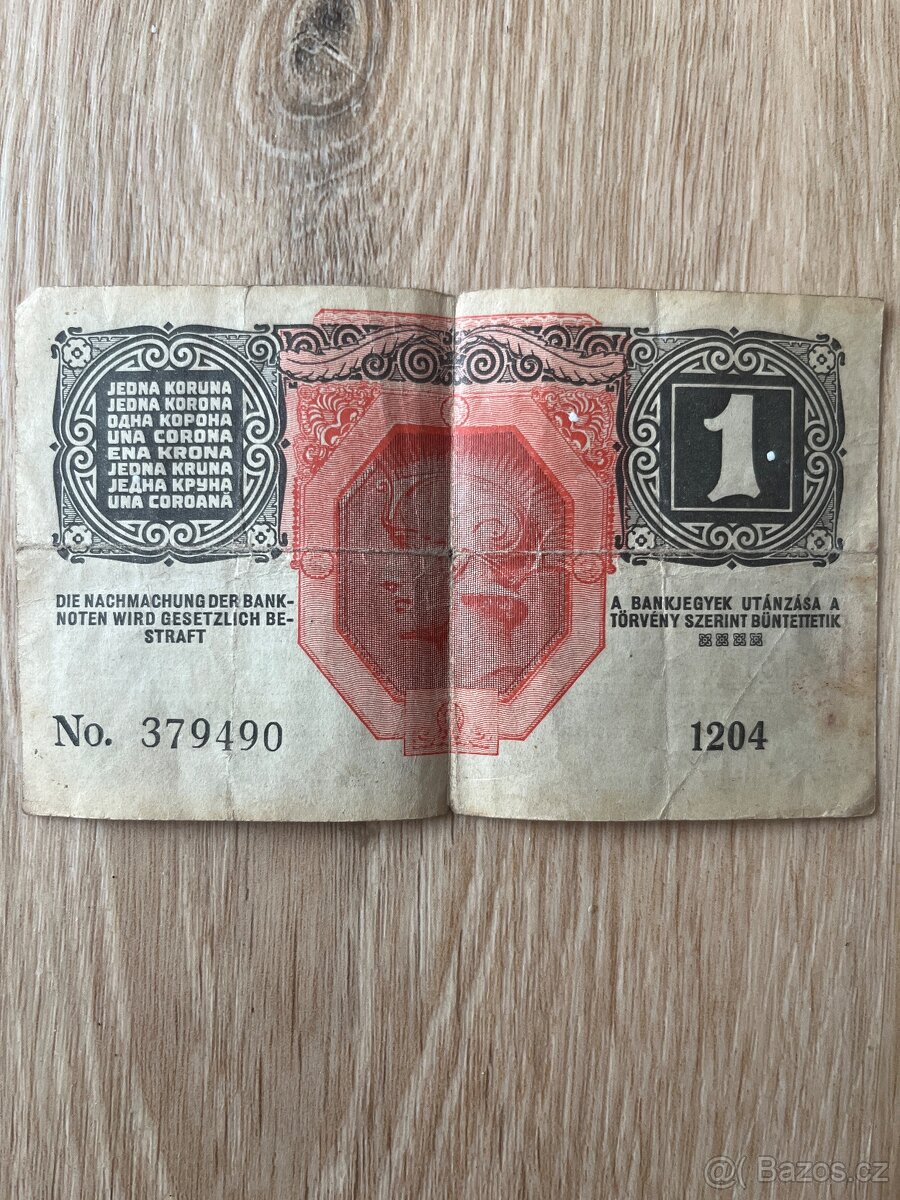 JEDNA KORUNA
JEDNA KORONA
ОДНА КОРОНА
UNA CORONA
ENA KRONA
JEDNA KRUNA
ЈЕДНА КРУНА
UNA COROANĂ
1
DIE NACHMACHUNG DER BANK-
NOTEN WIRD GESETZLICH BE-
STRAFT
A BANKJEGYEK UTÁNZÁSA A
TÖRVÉNY SZERINT BÜNTETTETIK
No. 379490
1204
@ Bazos.cz